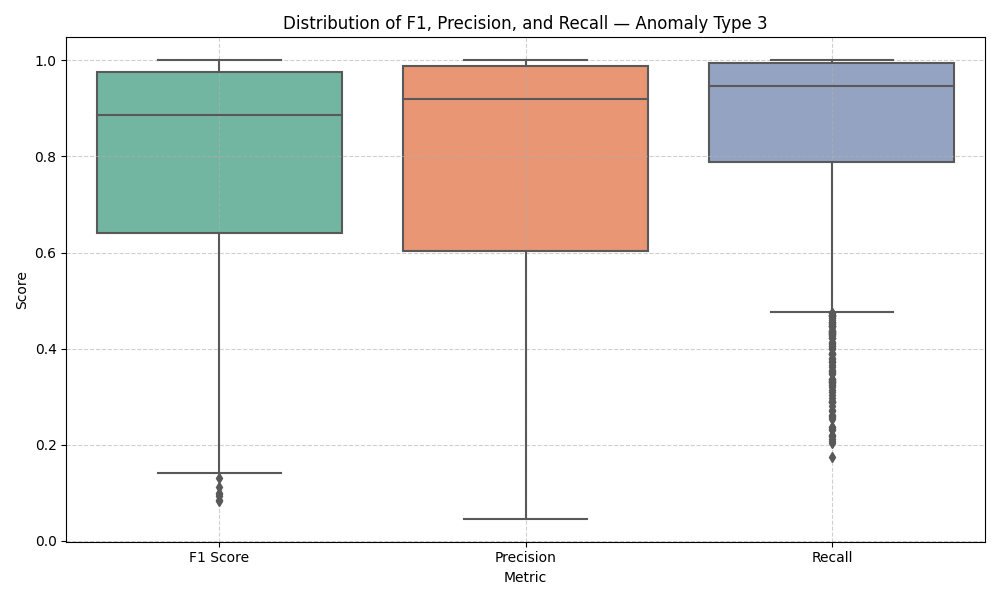 Distribution of F1, Precision, and Recall — Anomaly Type 3
Score
1.0
0.8
0.6
0.4
0.2
0.0
F1 Score
Precision
Recall
Metric